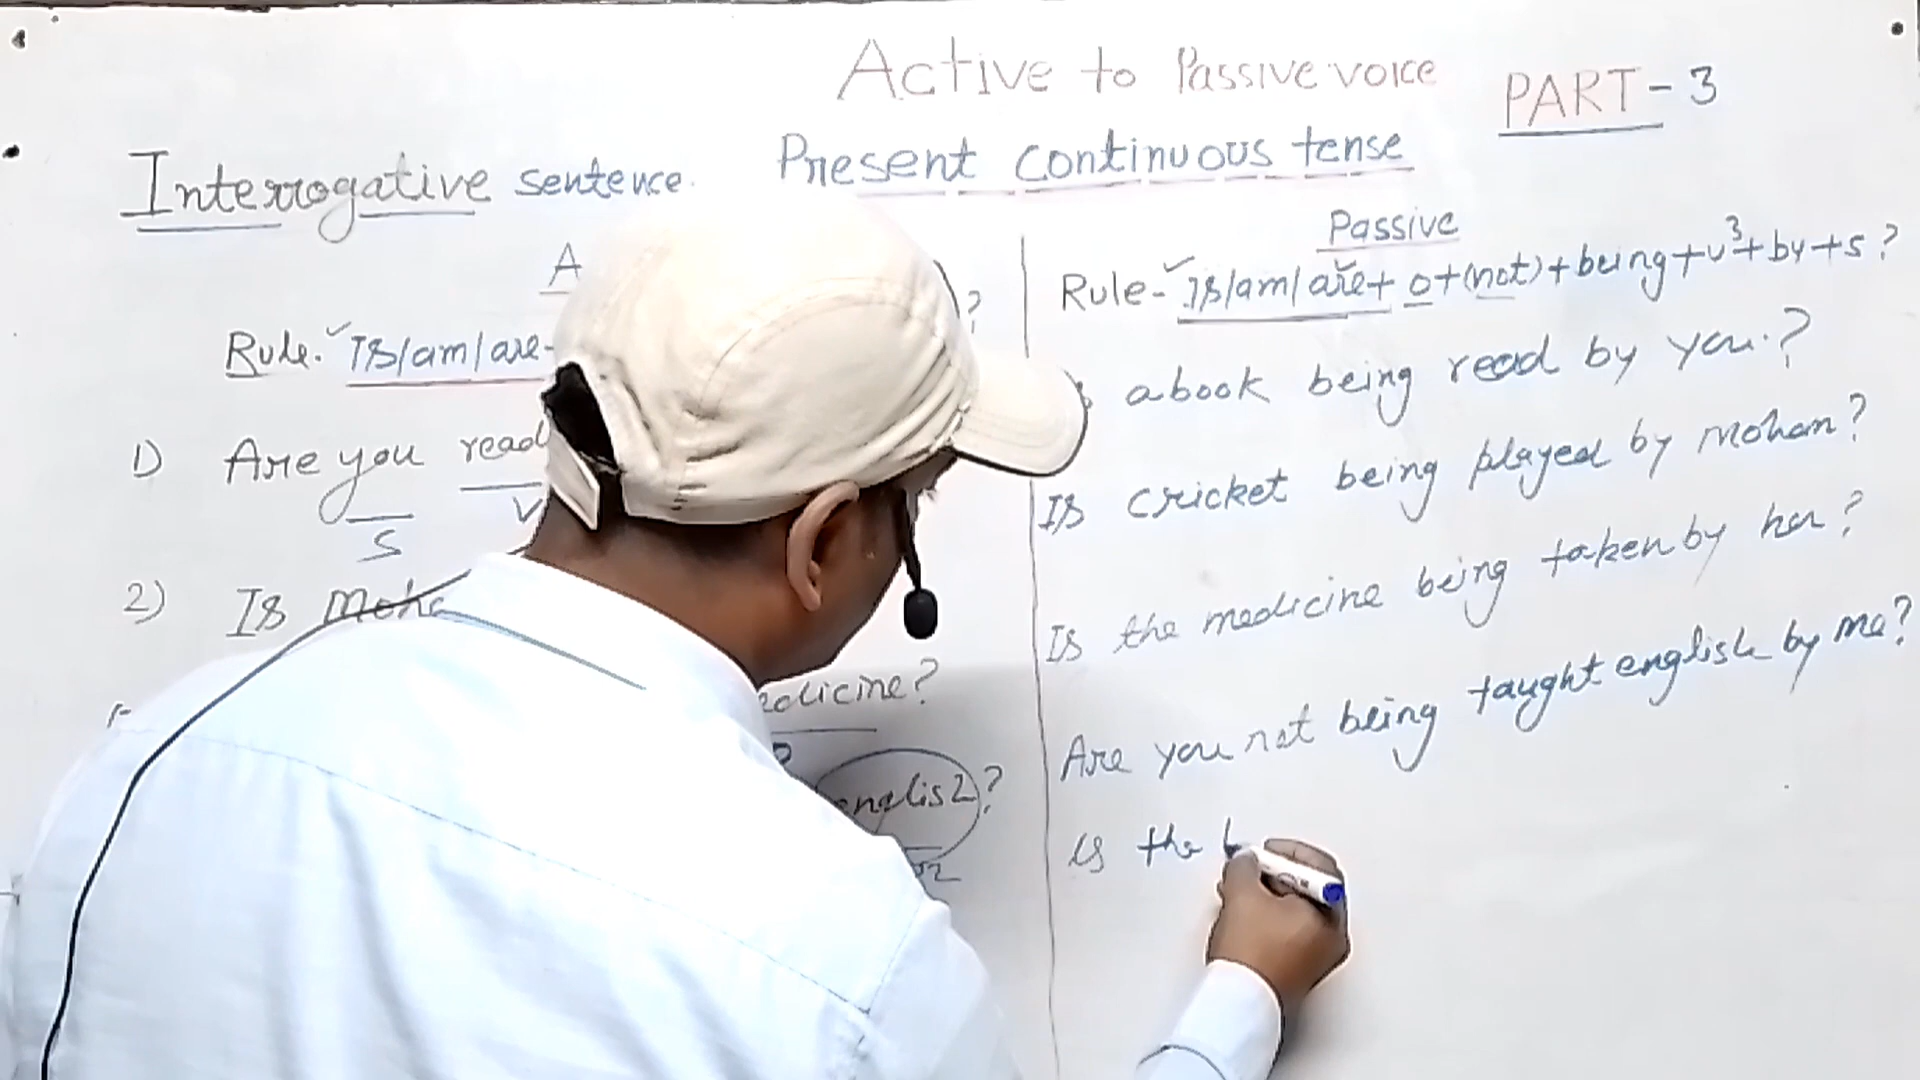 Active to Passive voice
PART-3
Interrogative sentence. Present continuous tense
A
Rule. Is/am/are-
?
1) Are you read
S V
2) Is Moha
edicine?
englis?
02
Passive
Rule- Is/am/are+ o+(not)+being+v³+by+s?
a book being read by you.?
Is cricket being played by Mohan?
Is the medicine being taken by her?
Are you not being taught english by me?
is the b